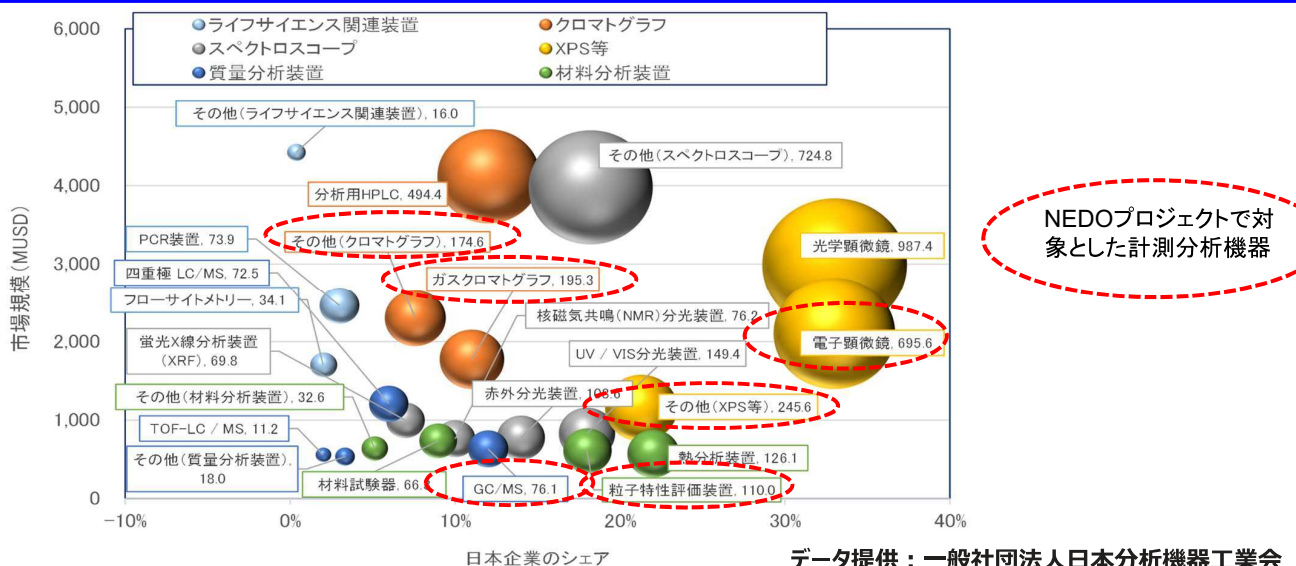 ライフサイエンス関連装置
クロマトグラフ
スペクトロスコープ
XPS等
質量分析装置
材料分析装置
市場規模(MUSD)
6,000
5,000
4,000
3,000
2,000
1,000
0
その他(ライフサイエンス関連装置), 16.0
その他(スペクトロスコープ), 724.8
分析用HPLC, 494.4
PCR装置, 73.9
その他(クロマトグラフ), 174.6
光学顕微鏡, 987.4
四重極 LC/MS, 72.5
ガスクロマトグラフ, 195.3
フローサイトメトリー, 34.1
核磁気共鳴(NMR)分光装置, 76.2
蛍光X線分析装置
(XRF), 69.8
UV / VIS分光装置, 149.4
電子顕微鏡, 695.6
その他(材料分析装置), 32.6
赤外分光装置,
その他(XPS等), 245.6
TOF-LC / MS, 11.2
その他(質量分析装置),
18.0
熱分析装置, 126.1
材料試験器,
GC/MS, 76.1
粒子特性評価装置, 110.0
-10%
0%
10%
20%
30%
40%
日本企業のシェア
NEDOプロジェクトで対
象とした計測分析機器
データ提供:一般社団法人日本分析機器工業会